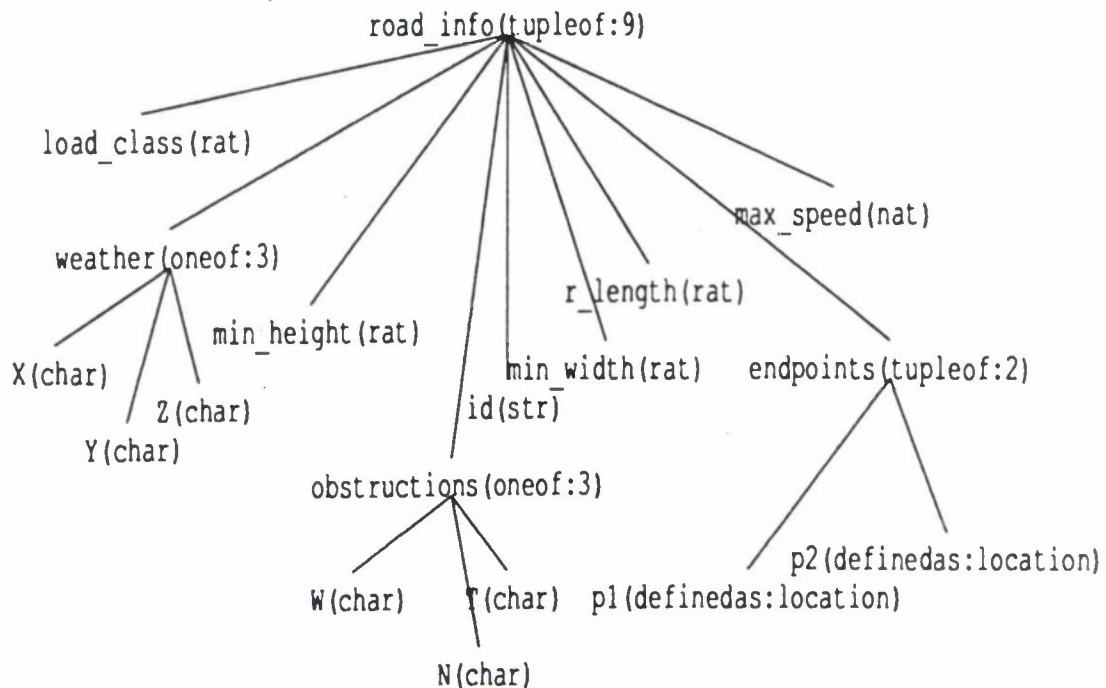 road_info(tupleof:9)
load_class(rat)
max_speed(nat)
weather(oneof:3)
r_length(rat)
min_height(rat)
X(char)
min_width(rat)
endpoints(tupleof:2)
Z(char)
id(str)
Y(char)
obstructions(oneof:3)
p2(definedas:location)
W(char)
T(char)
p1(definedas:location)
N(char)